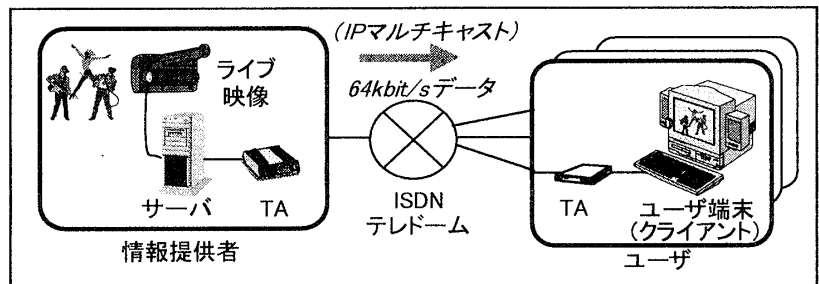 (IPマルチキャスト)
ライブ
映像
64kbit/sデータ
サーバ
TA
ISDN
テレドーム
TA
ユーザ端末
(クライアント)
情報提供者
ユーザ